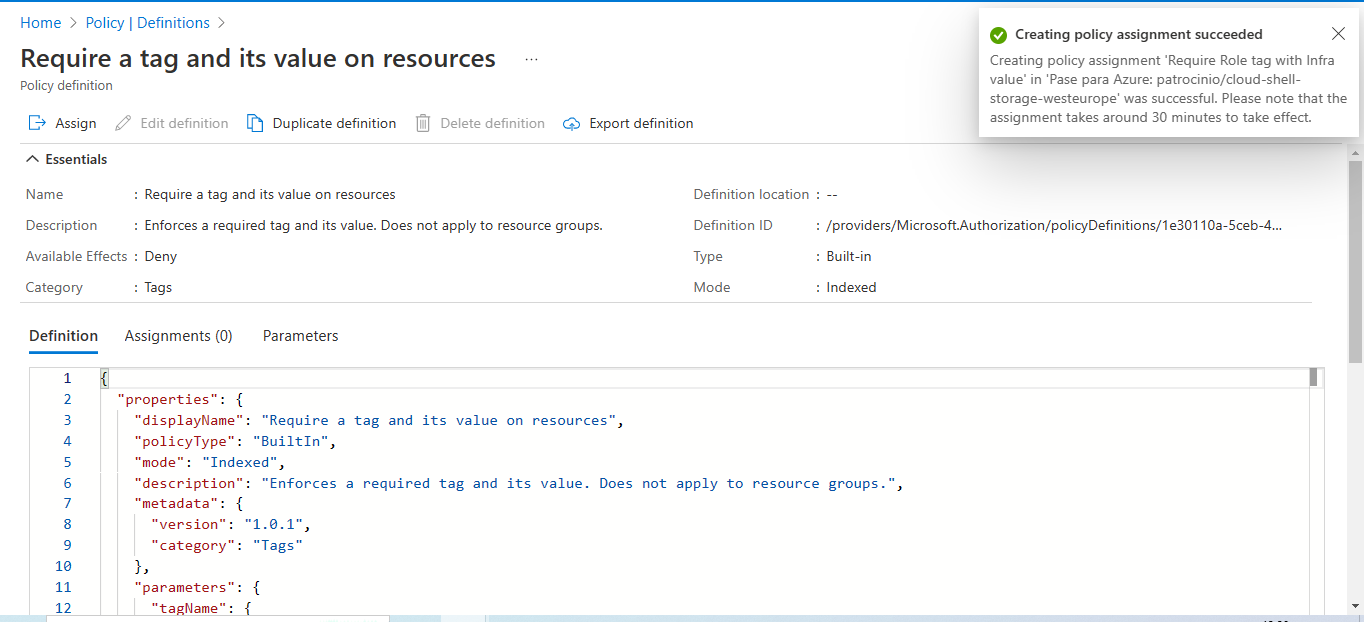 Home > Policy | Definitions >
Require a tag and its value on resources ...
Policy definition
Creating policy assignment succeeded
Creating policy assignment 'Require Role tag with Infra
value' in 'Pase para Azure: patrocinio/cloud-shell-
storage-westeurope' was successful. Please note that the
assignment takes around 30 minutes to take effect.
Assign Edit definition Duplicate definition Delete definition Export definition
Essentials
Name : Require a tag and its value on resources
Description : Enforces a required tag and its value. Does not apply to resource groups.
Available Effects : Deny
Category : Tags
Definition location : --
Definition ID : /providers/Microsoft.Authorization/policyDefinitions/1e30110a-5ceb-4...
Type : Built-in
Mode : Indexed
Definition Assignments (0) Parameters
1 {
2 "properties": {
3 "displayName": "Require a tag and its value on resources",
4 "policyType": "BuiltIn",
5 "mode": "Indexed",
6 "description": "Enforces a required tag and its value. Does not apply to resource groups.",
7 "metadata": {
8 "version": "1.0.1",
9 "category": "Tags"
10 },
11 "parameters": {
12 "tagName": {